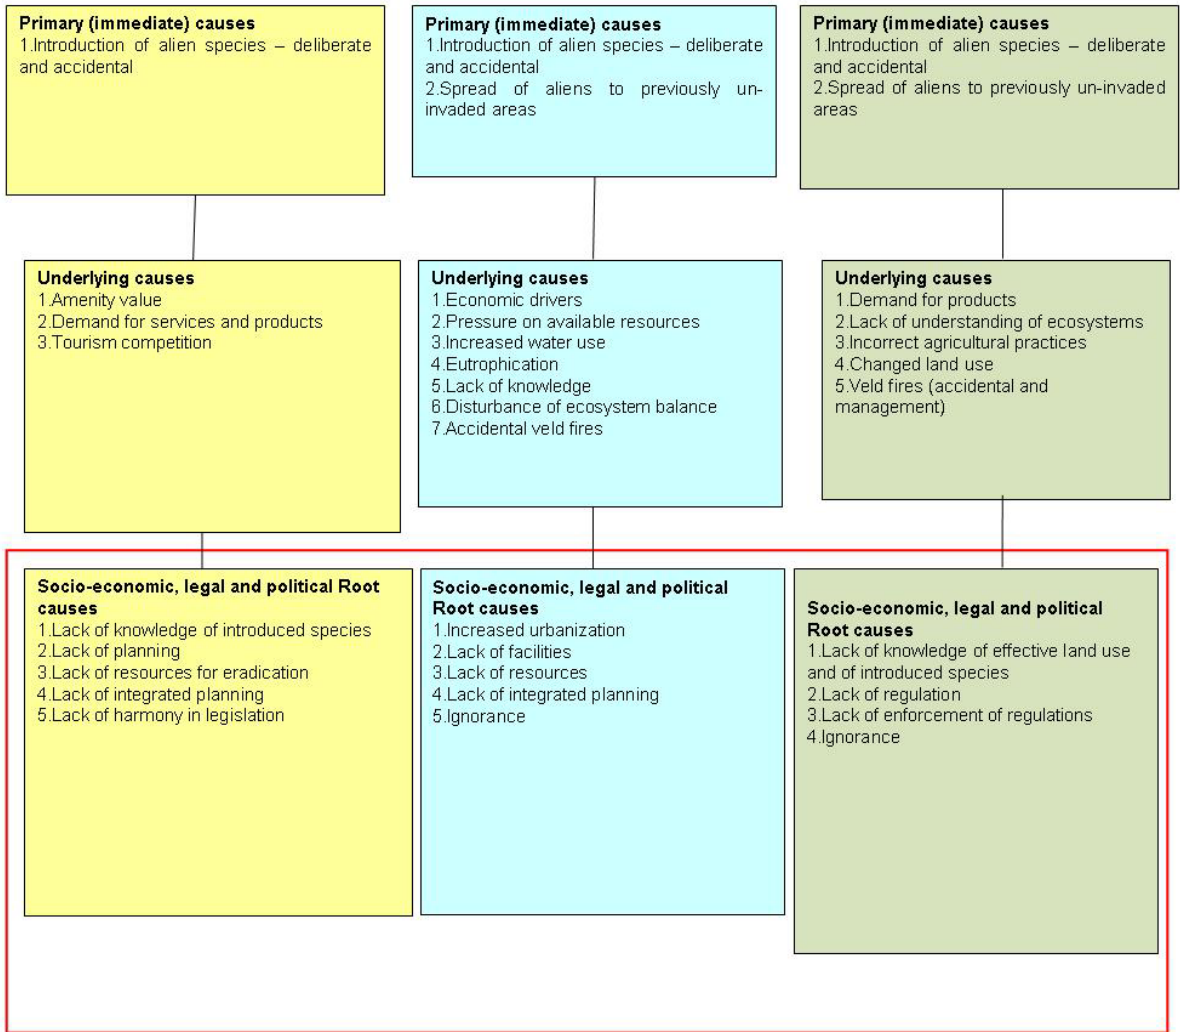 Primary (immediate) causes
1.Introduction of alien species – deliberate
and accidental
Primary (immediate) causes
1.Introduction of alien species – deliberate
and accidental
2.Spread of aliens to previously un-
invaded areas
Primary (immediate) causes
1.Introduction of alien species – deliberate
and accidental
2.Spread of aliens to previously un-invaded
areas
Underlying causes
1.Amenity value
2.Demand for services and products
3.Tourism competition
Underlying causes
1.Economic drivers
2.Pressure on available resources
3.Increased water use
4.Eutrophication
5.Lack of knowledge
6.Disturbance of ecosystem balance
7.Accidental veld fires
Underlying causes
1.Demand for products
2.Lack of understanding of ecosystems
3.Incorrect agricultural practices
4.Changed land use
5.Veld fires (accidental and
management)
Socio-economic, legal and political Root
causes
1.Lack of knowledge of introduced species
2.Lack of planning
3.Lack of resources for eradication
4.Lack of integrated planning
5.Lack of harmony in legislation
Socio-economic, legal and political
Root causes
1.Increased urbanization
2.Lack of facilities
3.Lack of resources
4.Lack of integrated planning
5.Ignorance
Socio-economic, legal and political
Root causes
1.Lack of knowledge of effective land use
and of introduced species
2.Lack of regulation
3.Lack of enforcement of regulations
4.Ignorance